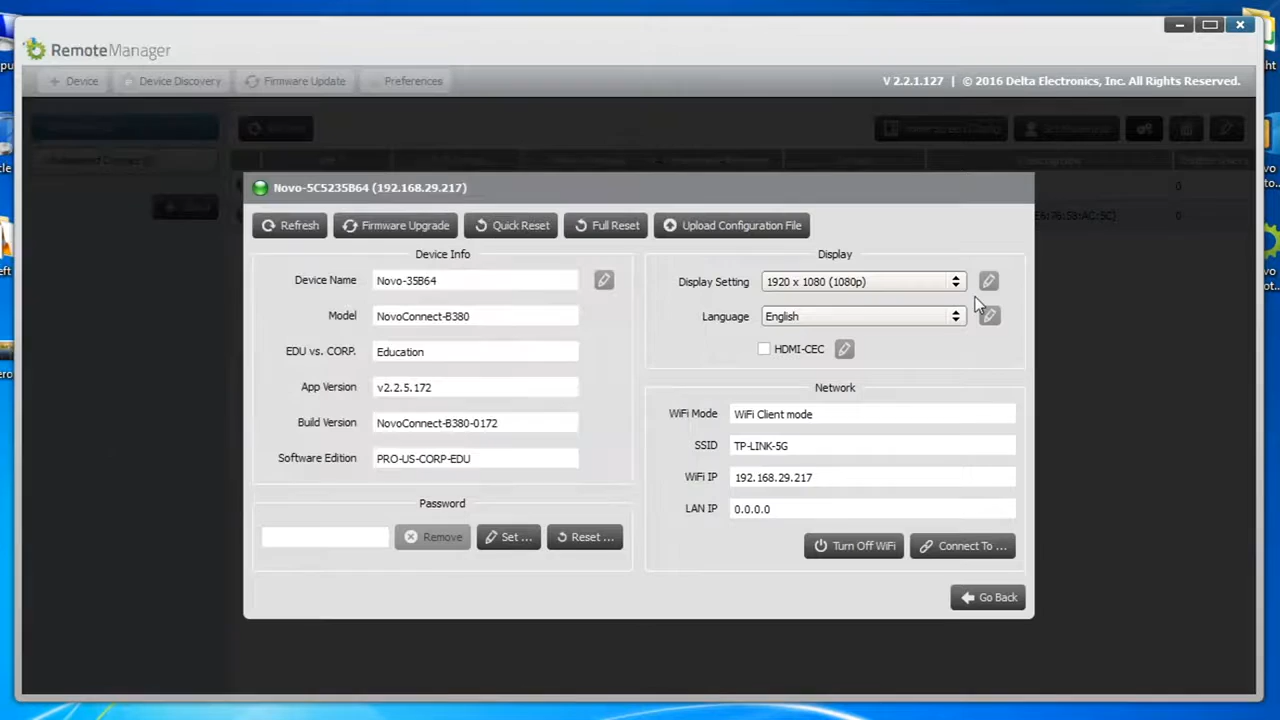 RemoteManager
+ Device
Device Discovery
Firmware Update
Preferences
V 2.2.1.127 | © 2016 Delta Electronics, Inc. All Rights Reserved.
0
0
Novo-5C5235B64 (192.168.29.217)
Refresh
Firmware Upgrade
Quick Reset
Full Reset
Upload Configuration File
Device Info
Device Name Novo-35B64
Model NovoConnect-B380
EDU vs. CORP. Education
App Version v2.2.5.172
Build Version NovoConnect-B380-0172
Software Edition PRO-US-CORP-EDU
Password
Remove
Set ...
Reset ...
Display
Display Setting 1920 x 1080 (1080p)
Language English
HDMI-CEC
Network
WiFi Mode WiFi Client mode
SSID TP-LINK-5G
WiFi IP 192.168.29.217
LAN IP 0.0.0.0
Turn Off WiFi
Connect To ...
Go Back